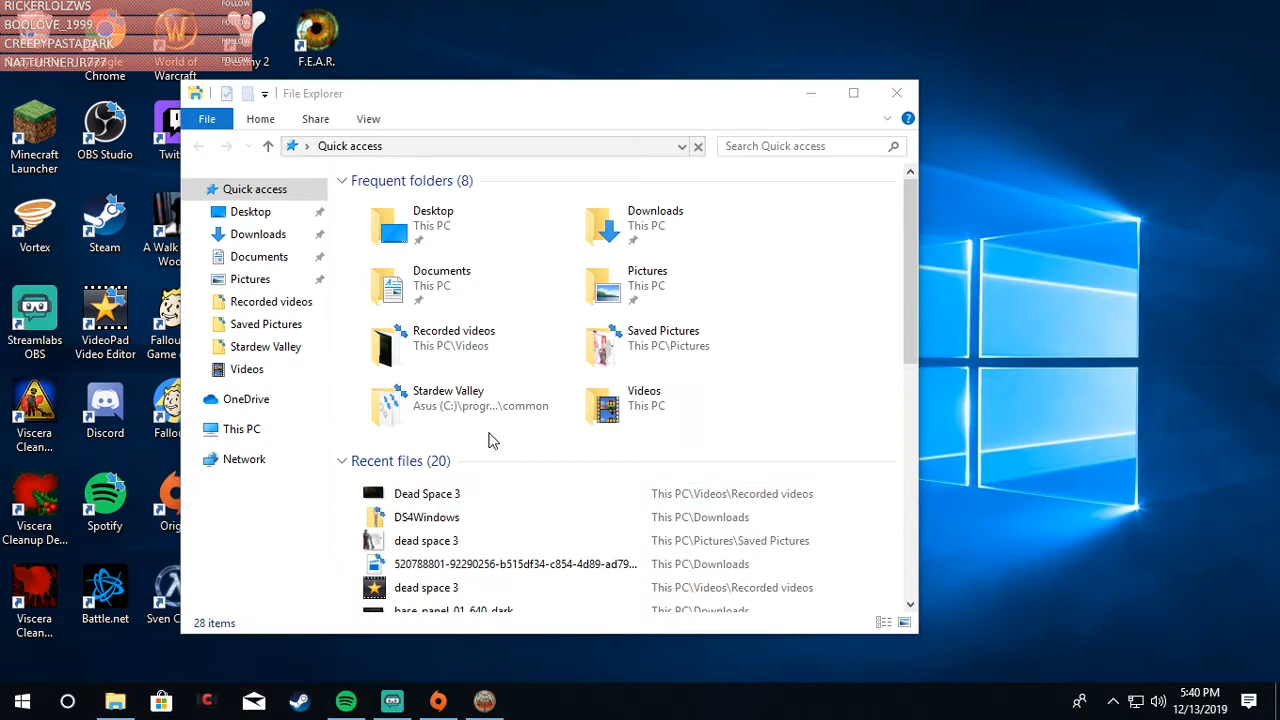 RICKERLOLZWS FOLLOW
BOOLOVE_1999 FOLLOW
CREEPYPASTADARK FOLLOW
NATTURNERJR777 FOLLOW
Chrome
World of
Warcraft
Destiny 2
F.E.A.R.
Minecraft
Launcher
OBS Studio
Twit
Vortex
Steam
A Walk
Woo
Streamlabs
OBS
VideoPad
Video Editor
Fallou
Game
Viscera
Clean...
Discord
Fallou
Viscera
Cleanup De...
Spotify
Orig
Viscera
Clean...
Battle.net
Sven C
File Explorer
File Home Share View
Quick access
Search Quick access
Quick access
Desktop
Downloads
Documents
Pictures
Recorded videos
Saved Pictures
Stardew Valley
Videos
OneDrive
This PC
Network
Frequent folders (8)
Desktop
This PC
Downloads
This PC
Documents
This PC
Pictures
This PC
Recorded videos
This PC\Videos
Saved Pictures
This PC\Pictures
Stardew Valley
Asus (C:)\progr...\common
Videos
This PC
Recent files (20)
Dead Space 3 This PC\Videos\Recorded videos
DS4Windows This PC\Downloads
dead space 3 This PC\Pictures\Saved Pictures
520788801-92290256-b515df34-c854-4d89-ad79... This PC\Downloads
dead space 3 This PC\Videos\Recorded videos
base_panel_01_640_dark This PC\Downloads
28 items
5:40 PM
12/13/2019